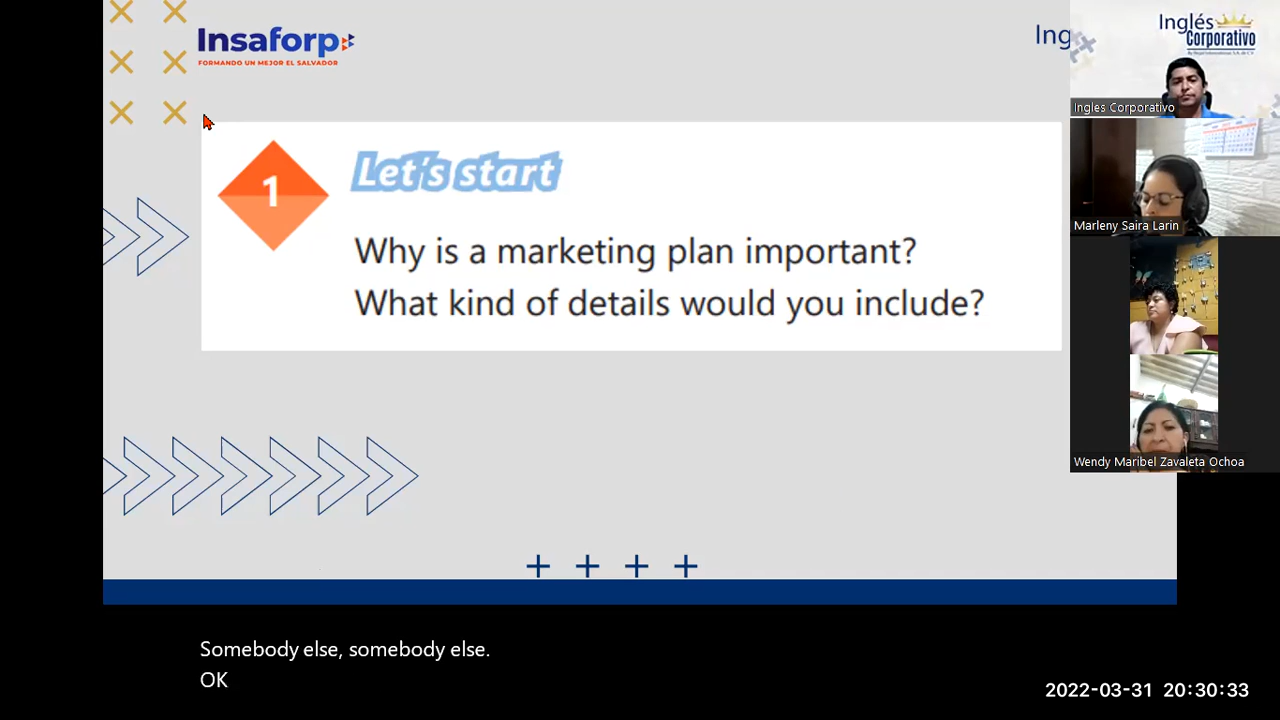 Insaforp
FORMANDO UN MEJOR EL SALVADOR
Ing
Inglés
Corporativo
Ingles Corporativo
1
Let's start
Why is a marketing plan important?
What kind of details would you include?
Marleny Saira Larin
Wendy Maribel Zavaleta Ochoa
Somebody else, somebody else.
OK
2022-03-31 20:30:33